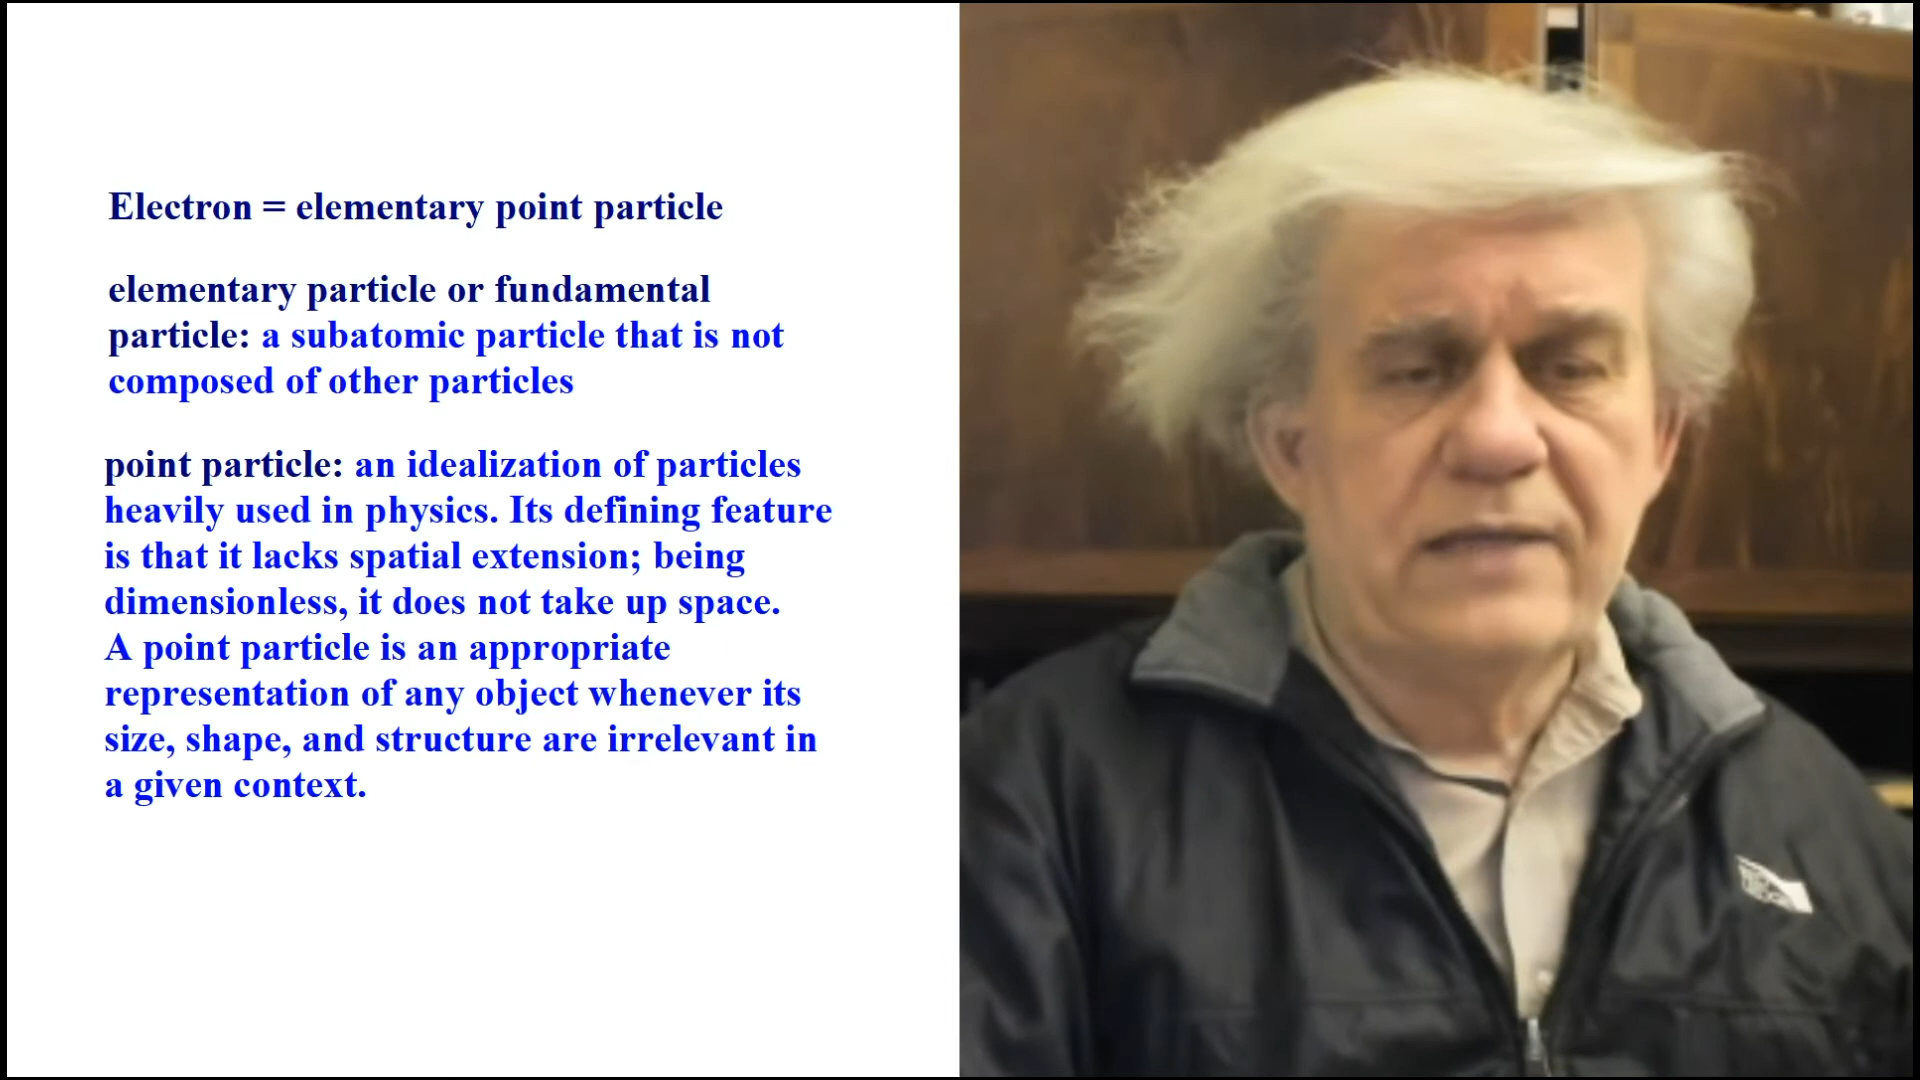 Electron = elementary point particle
elementary particle or fundamental
particle: a subatomic particle that is not
composed of other particles
point particle: an idealization of particles
heavily used in physics. Its defining feature
is that it lacks spatial extension; being
dimensionless, it does not take up space.
A point particle is an appropriate
representation of any object whenever its
size, shape, and structure are irrelevant in
a given context.